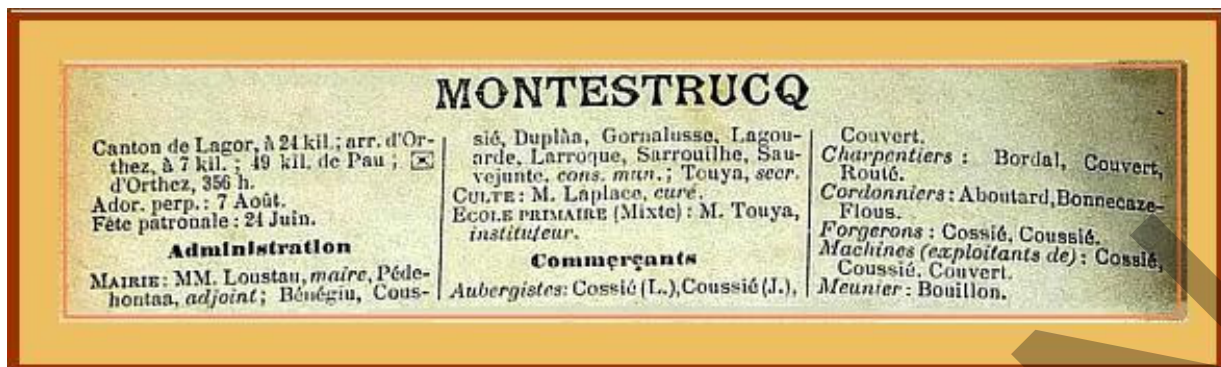 MONTESTRUCQ
Canton de Lagor, à 24 kil.; arr. d'Or-
thez, à 7 kil. ; 49 kil. de Pau ; ✉
d'Orthez, 356 h.
Ador. perp. : 7 Août.
Fête patronale : 24 Juin.
Administration
MAIRIE : MM. Loustau, maire, Péde-
hontaa, adjoint ; Bénégiu, Cous-
sié, Duplàa, Gornalusse, Lagou-
arde, Larroque, Sarrouilhe, Sau-
vejunte, cons. mun. ; Touya, secr.
CULTE : M. Laplace, curé.
ECOLE PRIMAIRE (Mixte) : M. Touya,
instituteur.
Commerçants
Aubergistes : Cossié (L.), Coussié (J.),
Couvert.
Charpentiers : Bordal, Couvert,
Routé.
Cordonniers : Aboutard, Bonnecaze-
Flous.
Forgerons : Cossié, Coussié.
Machines (exploitants de) : Cossié,
Coussié, Couvert.
Meunier : Bouillon.